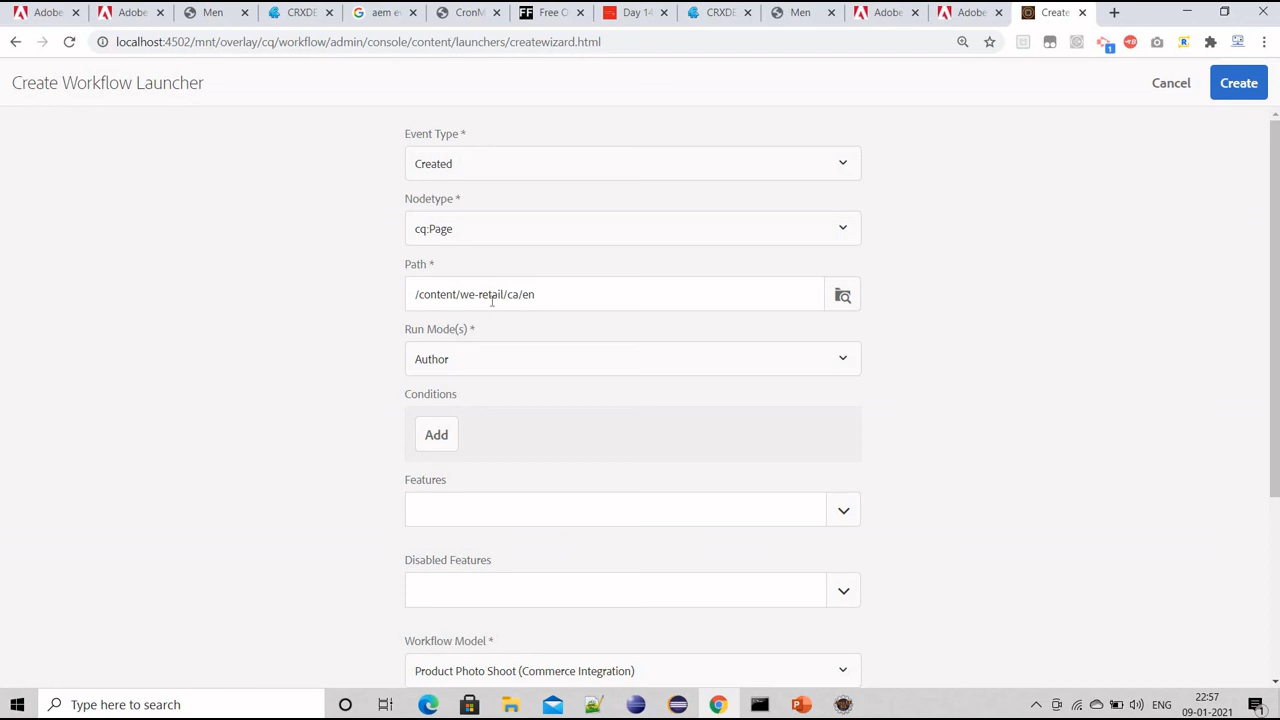 Adobe
Adobe
Men
CRXDE
aem e
CronM
Free C
Day 14
CRXDE
Men
Adobe
Adobe
Create
localhost:4502/mnt/overlay/cq/workflow/admin/console/content/launchers/createwizard.html
1
Create Workflow Launcher
Cancel
Create
Event Type *
Created
Nodetype *
cq:Page
Path *
/content/we-retail/ca/en
Run Mode(s) *
Author
Conditions
Add
Features
Disabled Features
Workflow Model *
Product Photo Shoot (Commerce Integration)
Type here to search
ENG
22:57
09-01-2021
1